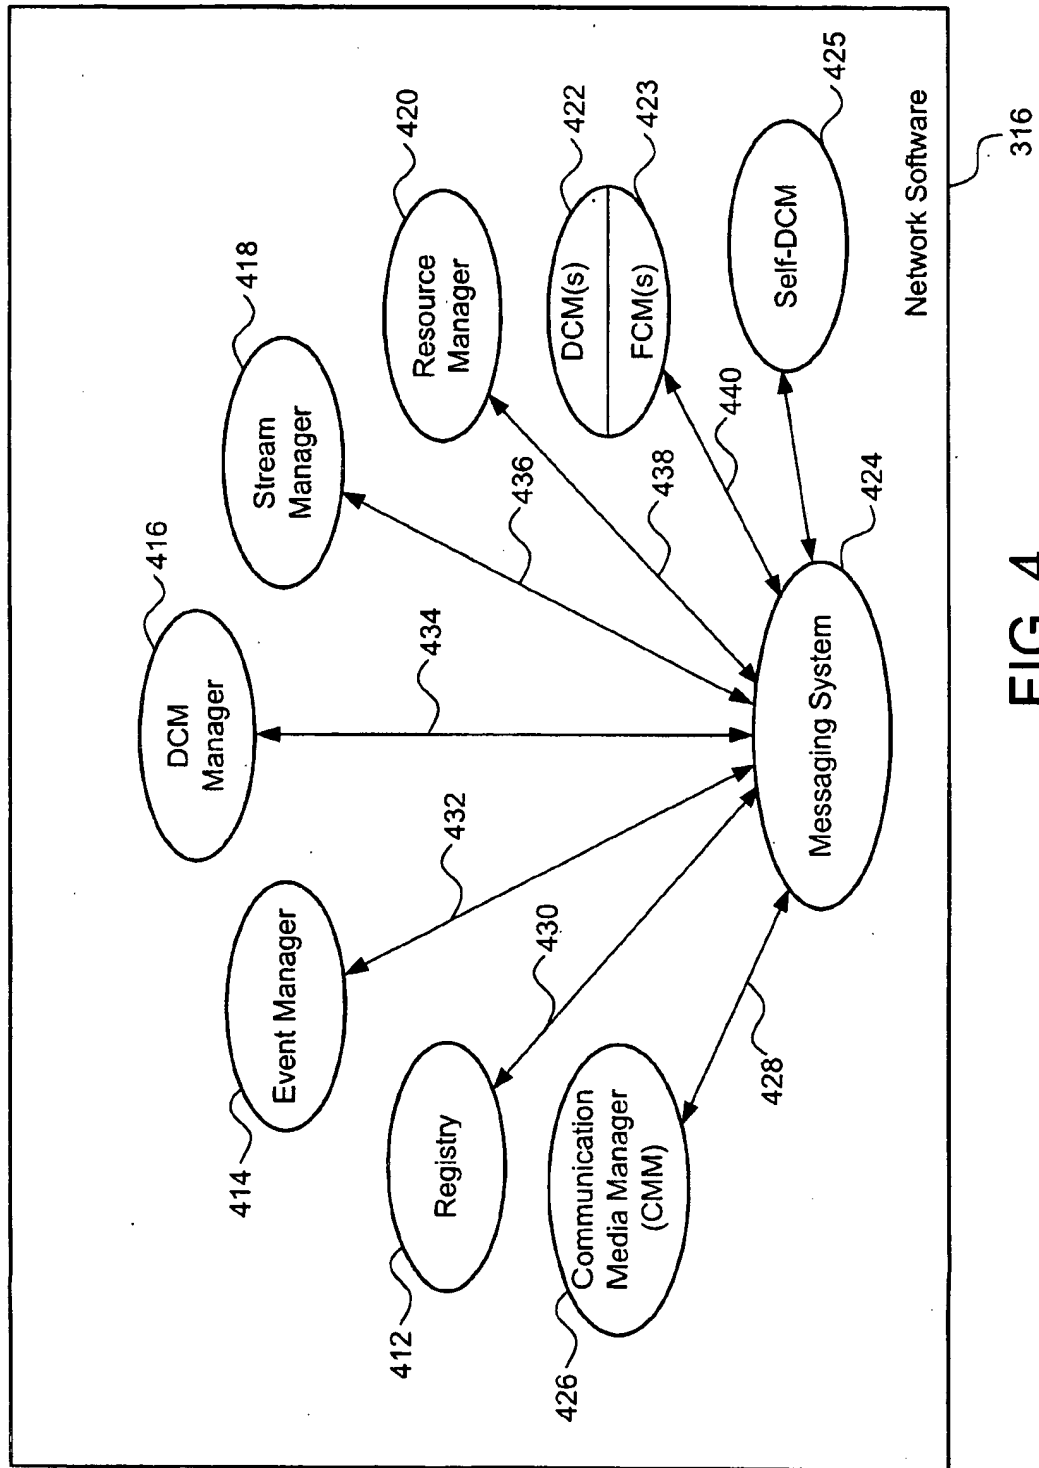 416
DCM
Manager
418
Stream
Manager
414
Event Manager
420
Resource
Manager
412
Registry
434
432
436
422
DCM(s)
423
FCM(s)
430
438
426
Communication
Media Manager
(CMM)
440
425
Self-DCM
428
424
Messaging System
Network Software
316
FIG. 4